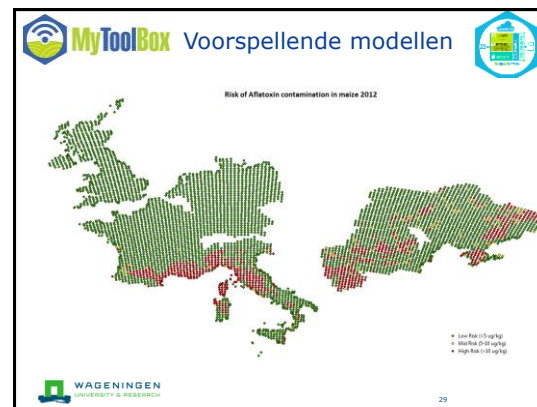 MyToolBox Voorspellende modellen
Risk of Aflatoxin contamination in maize 2012
Low Risk (<5 ug/kg)
Mid Risk (5-10 ug/kg)
High Risk (>10 ug/kg)
WAGENINGEN
UNIVERSITY & RESEARCH
29